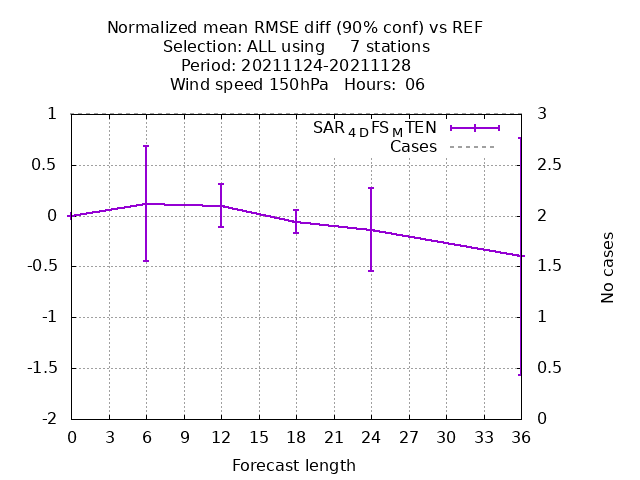 Normalized mean RMSE diff (90% conf) vs REF
Selection: ALL using     7 stations
Period: 20211124-20211128
Wind speed 150hPa   Hours:  06
SAR4DFSMTEN
Cases
1
0.5
0
-0.5
-1
-1.5
-2
3
2.5
2
1.5
1
0.5
0
No cases
0 3 6 9 12 15 18 21 24 27 30 33 36
Forecast length